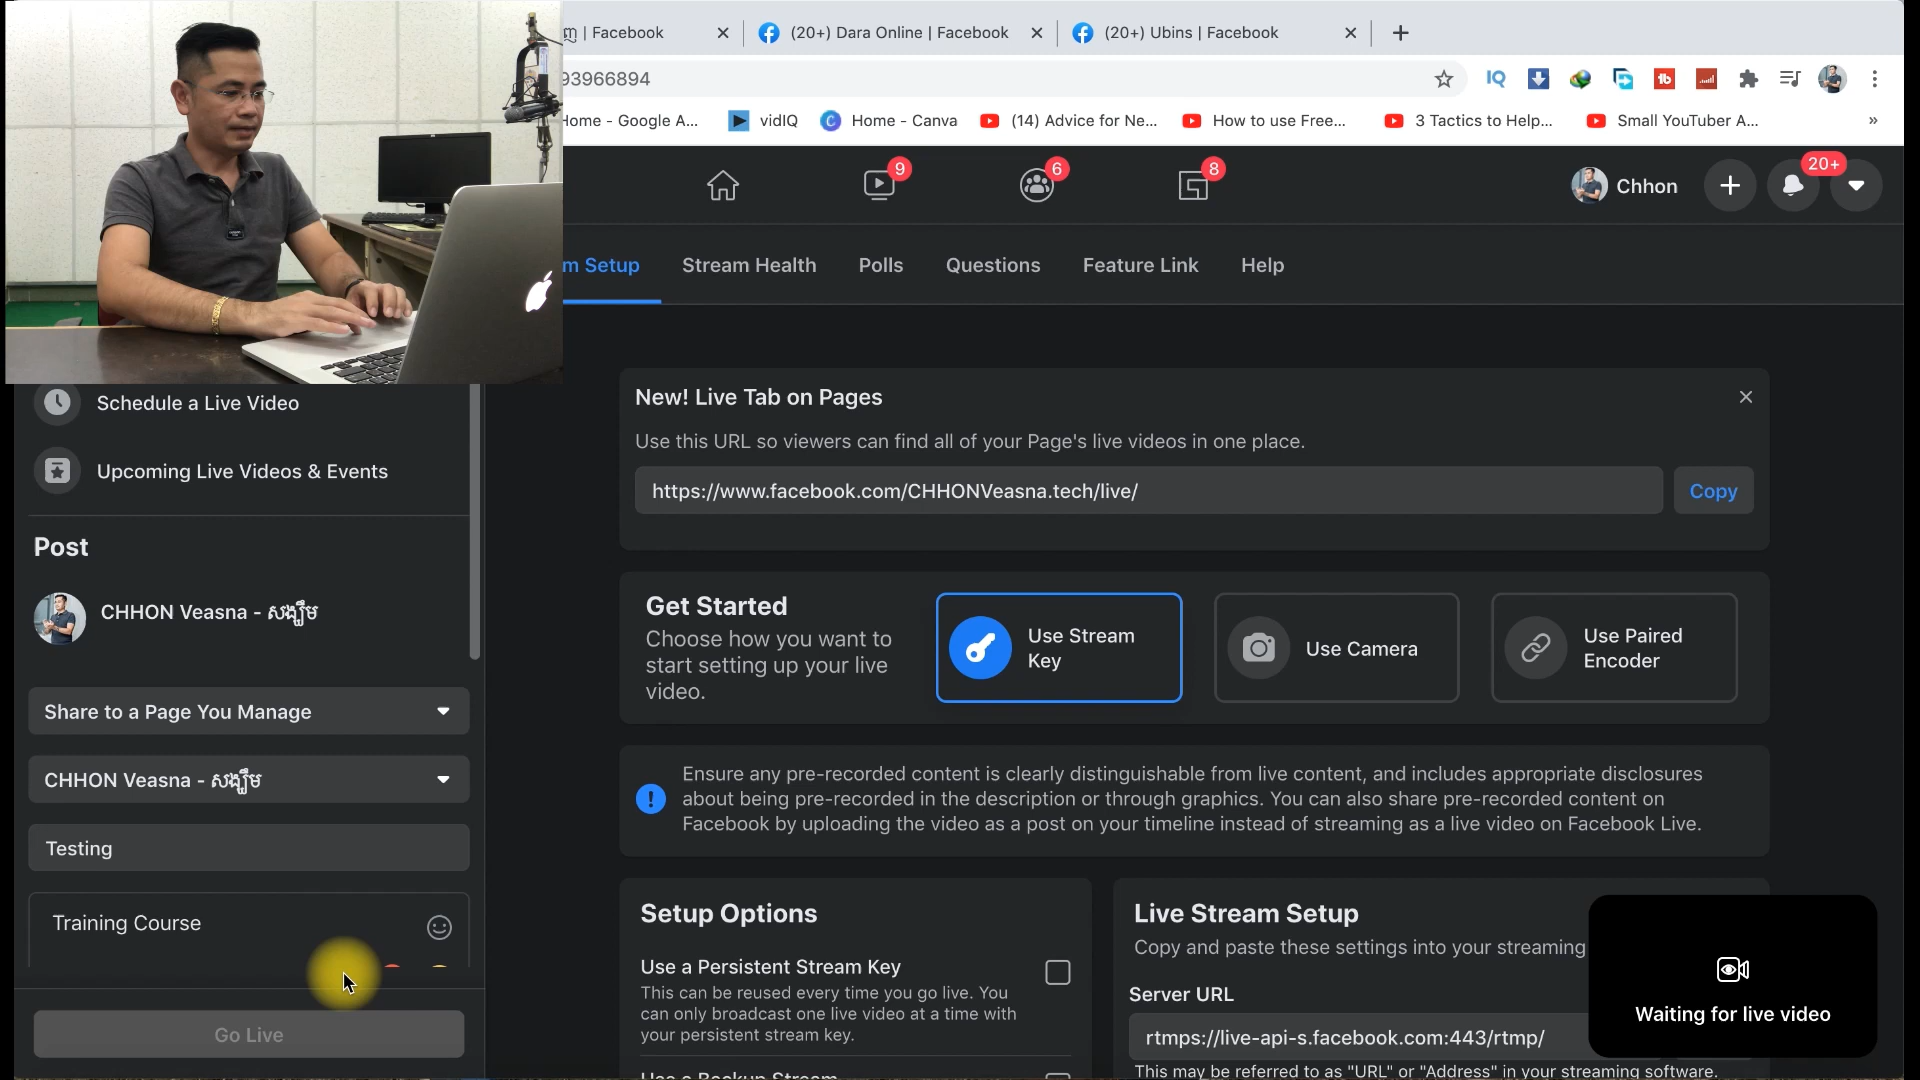 | Facebook
(20+) Dara Online | Facebook
(20+) Ubins | Facebook
93966894
Home - Google A...
vidIQ
Home - Canva
(14) Advice for Ne...
How to use Free...
3 Tactics to Help...
Small YouTuber A...
»
9
6
8
Chhon
20+
m Setup
Stream Health
Polls
Questions
Feature Link
Help
Schedule a Live Video
Upcoming Live Videos & Events
Post
CHHON Veasna - សង្ឃឹម
Share to a Page You Manage
CHHON Veasna - សង្ឃឹម
Testing
Training Course
Go Live
New! Live Tab on Pages
Use this URL so viewers can find all of your Page's live videos in one place.
https://www.facebook.com/CHHONVeasna.tech/live/
Copy
Get Started
Choose how you want to
start setting up your live
video.
Use Stream
Key
Use Camera
Use Paired
Encoder
Ensure any pre-recorded content is clearly distinguishable from live content, and includes appropriate disclosures
about being pre-recorded in the description or through graphics. You can also share pre-recorded content on
Facebook by uploading the video as a post on your timeline instead of streaming as a live video on Facebook Live.
Setup Options
Use a Persistent Stream Key
This can be reused every time you go live. You
can only broadcast one live video at a time with
your persistent stream key.
Use a Backup Stream
Live Stream Setup
Copy and paste these settings into your streaming
Server URL
rtmps://live-api-s.facebook.com:443/rtmp/
This may be referred to as "URL" or "Address" in your streaming software.
Waiting for live video